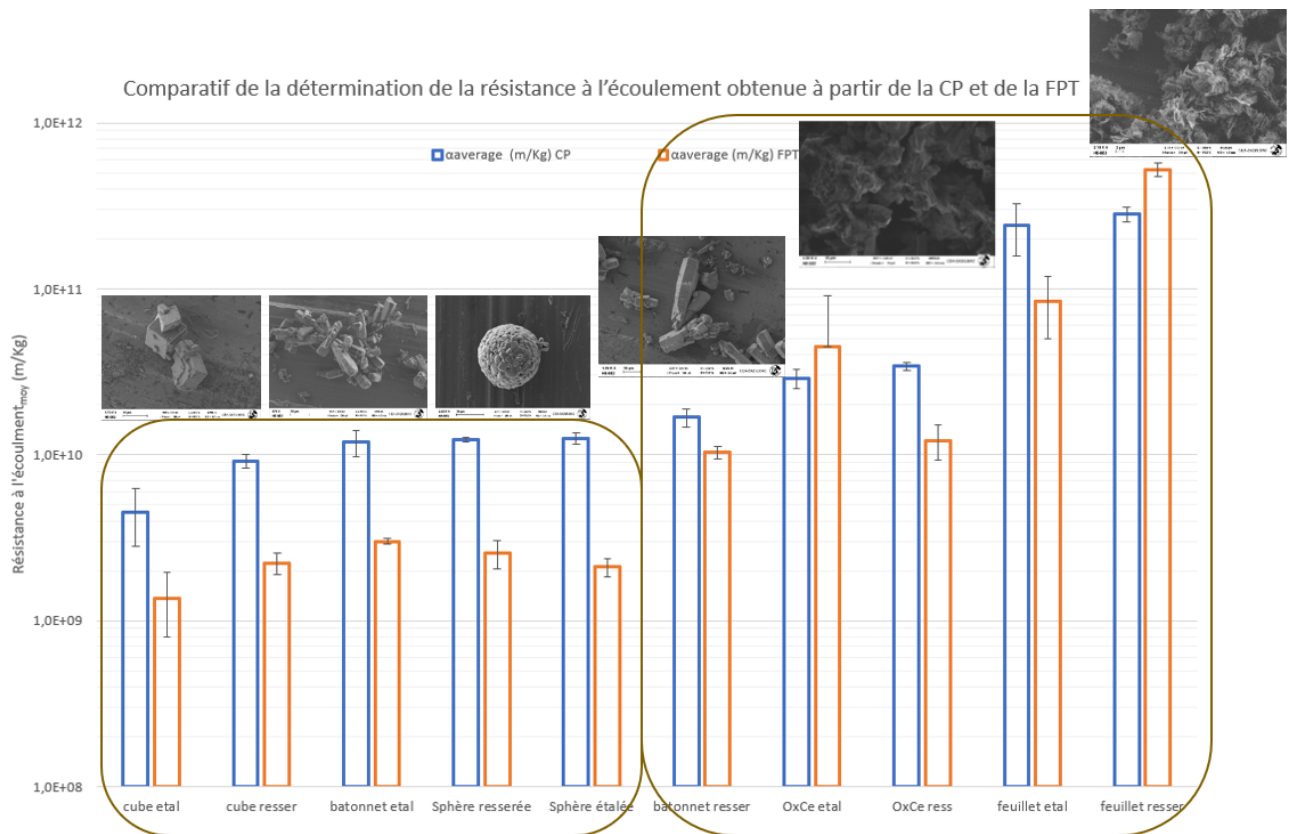 Comparatif de la détermination de la résistance à l'écoulement obtenue à partir de la CP et de la FPT
αaverage (m/Kg) CP
αaverage (m/Kg) FPT
Résistance à l'écoulment moy (m/Kg)
1,0E+12
1,0E+11
1,0E+10
1,0E+09
1,0E+08
cube etal
cube resser
batonnet etal
Sphère resserée
Sphère étalée
batonnet resser
OxCe etal
OxCe ress
feuillet etal
feuillet resser